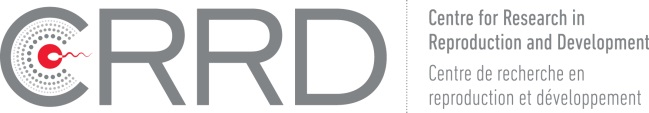 CRRD
Centre for Research in
Reproduction and Development
Centre de recherche en
reproduction et développement